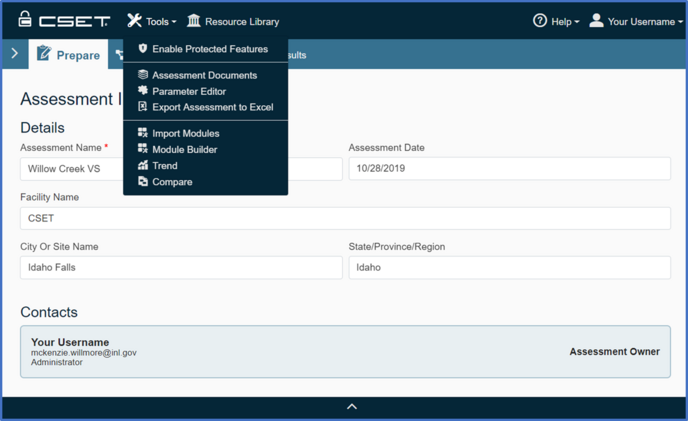 CSET Tools Resource Library Help Your Username
Prepare sults
Enable Protected Features
Assessment Documents
Parameter Editor
Export Assessment to Excel
Import Modules
Module Builder
Trend
Compare
Assessment I
Details
Assessment Name * Assessment Date
Willow Creek VS 10/28/2019
Facility Name
CSET
City Or Site Name State/Province/Region
Idaho Falls Idaho
Contacts
Your Username
mckenzie.willmore@inl.gov
Administrator
Assessment Owner